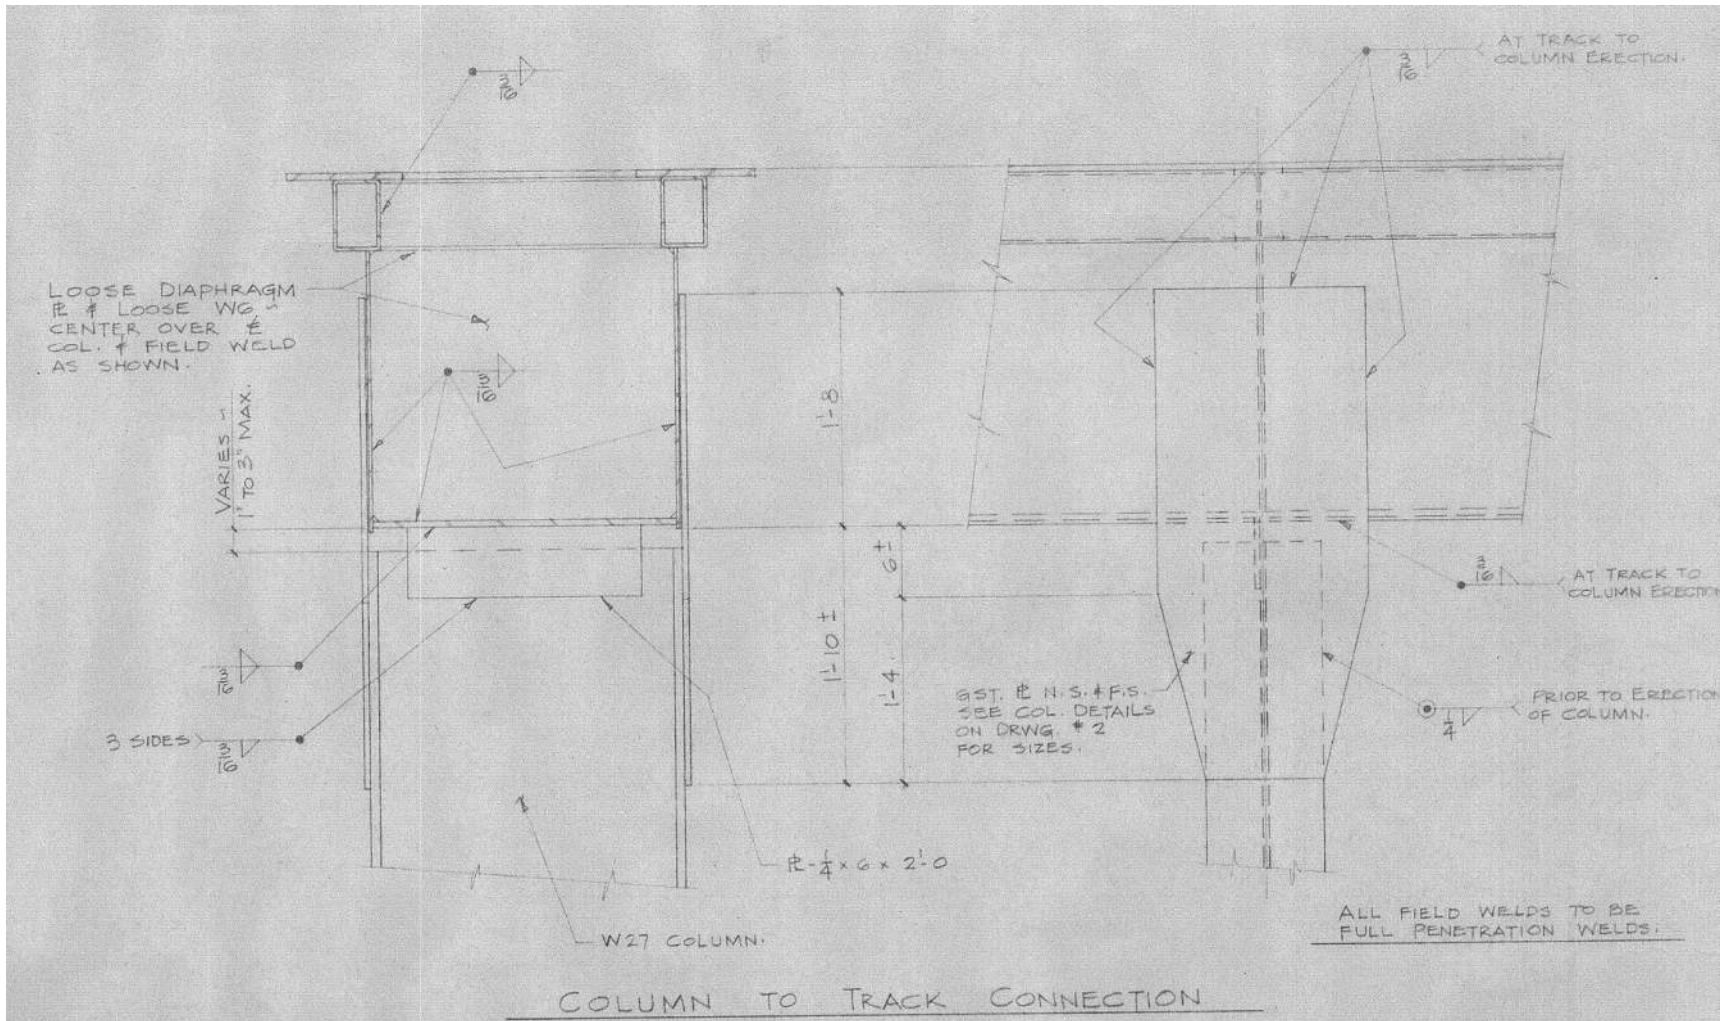 3/16
3/16
AT TRACK TO
COLUMN ERECTION.
LOOSE DIAPHRAGM
PL & LOOSE WG ~
CENTER OVER CL
COL. & FIELD WELD
AS SHOWN.
3/16
VARIES ~
1" TO 3" MAX.
1'-8
6 ±
1'-10 ±
1'-4
3/16
AT TRACK TO
COLUMN ERECTION
3/16
3 SIDES
3/16
GST. PL N.S. & F.S.
SEE COL. DETAILS
ON DRWG. #2
FOR SIZES.
1/4
PRIOR TO ERECTION
OF COLUMN.
PL-1/4 x 6 x 2'-0
W27 COLUMN.
ALL FIELD WELDS TO BE
FULL PENETRATION WELDS.
COLUMN TO TRACK CONNECTION